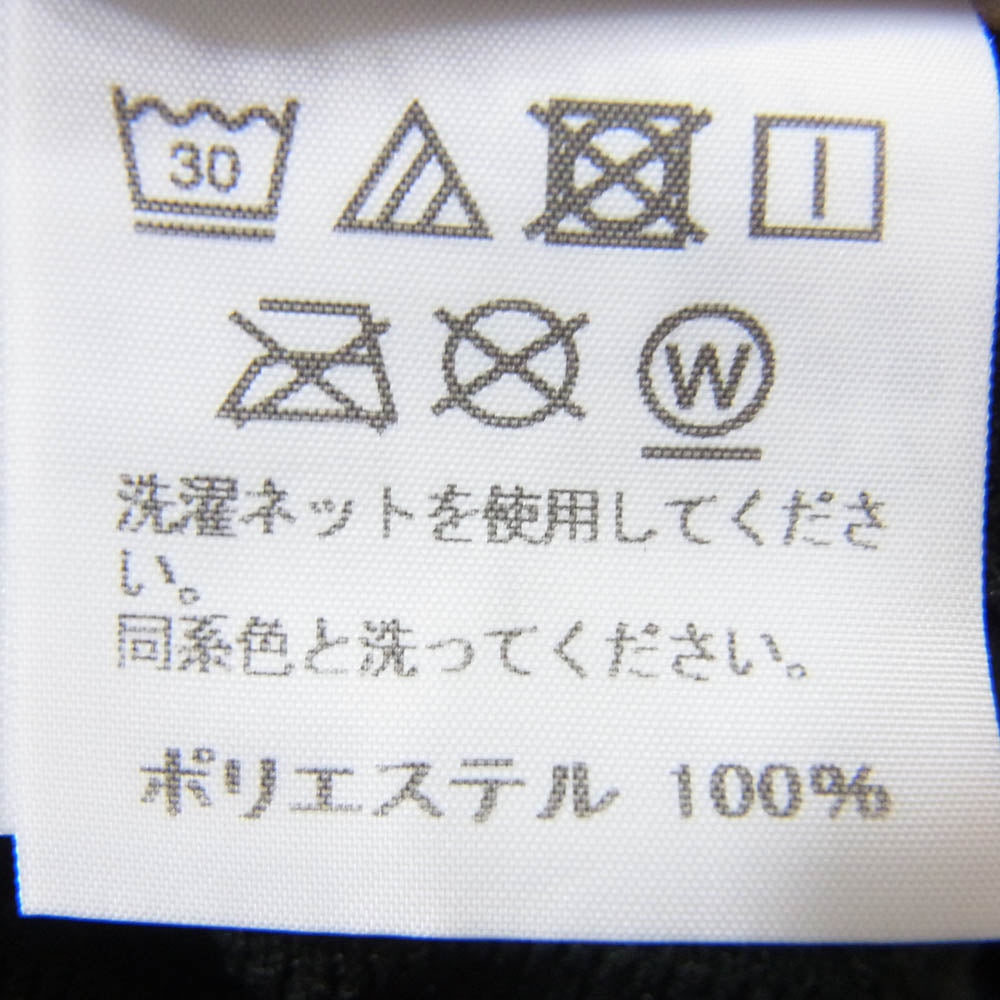 30
W
洗濯ネットを使用してくださ
い。
同系色と洗ってください。
ポリエステル 100%